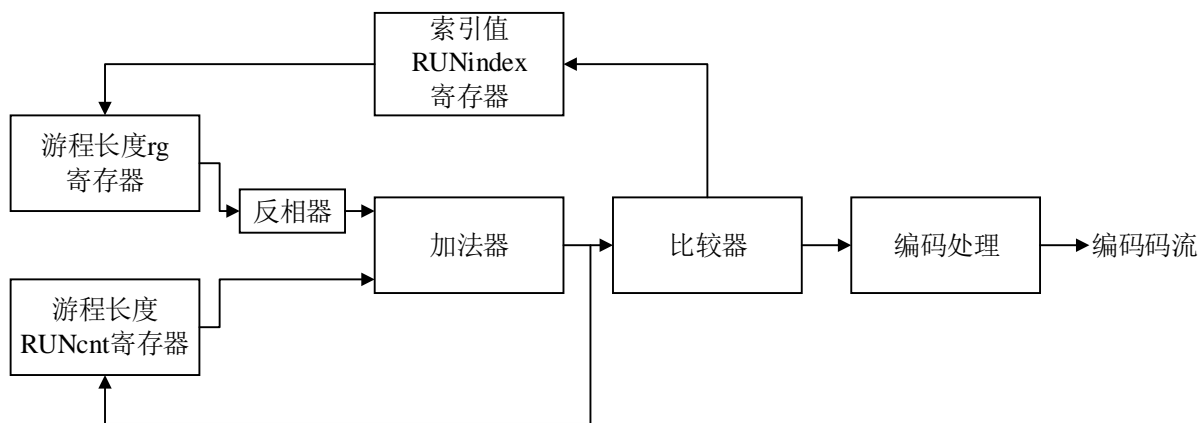 索引值
RUNindex
寄存器
游程长度rg
寄存器
反相器
加法器
比较器
编码处理
编码码流
游程长度
RUNcnt寄存器